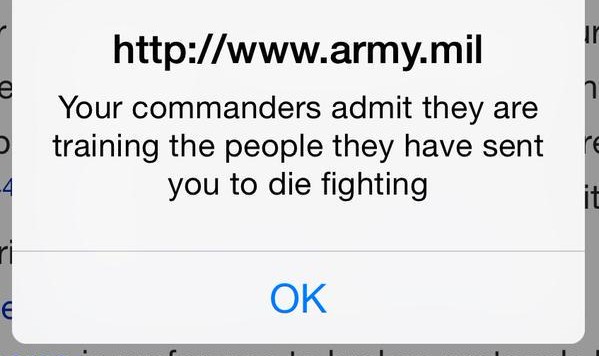 http://www.army.mil
Your commanders admit they are
training the people they have sent
you to die fighting
OK